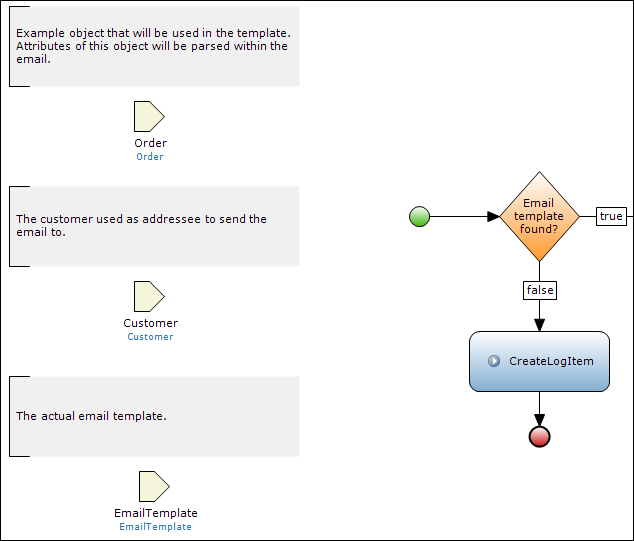 Example object that will be used in the template.
Attributes of this object will be parsed within the
email.
Order
Order
The customer used as addressee to send the
email to.
Customer
Customer
The actual email template.
EmailTemplate
EmailTemplate
Email
template
found?
true
false
CreateLogItem